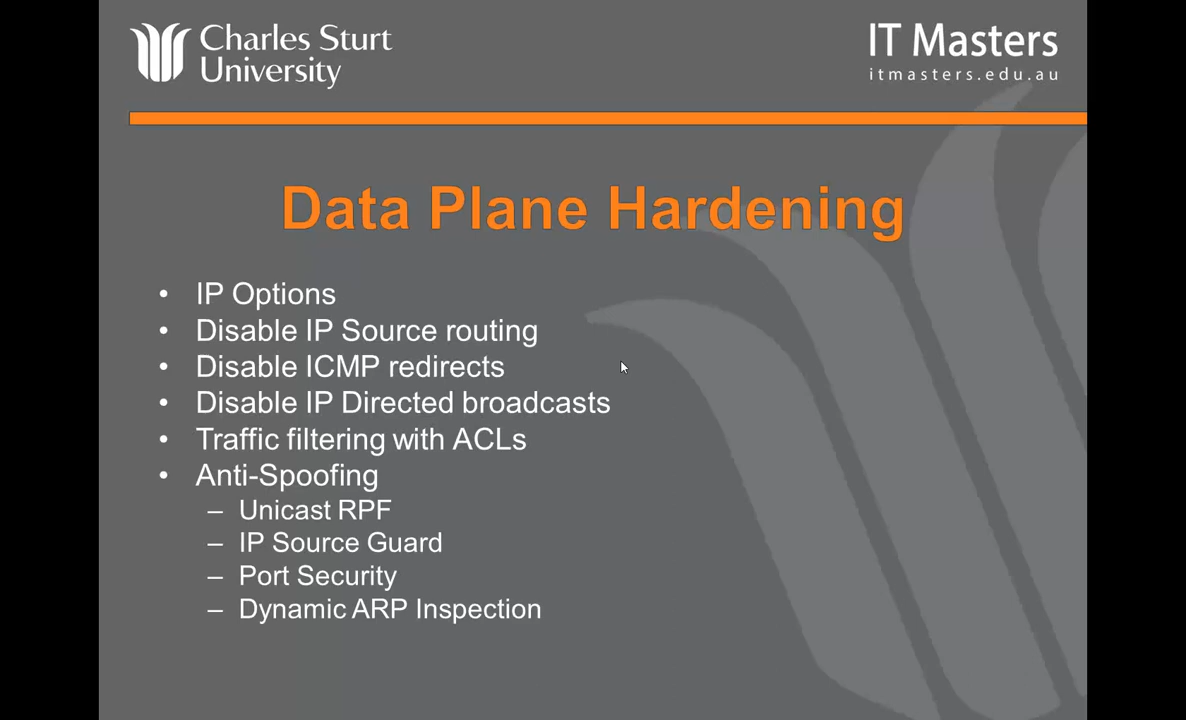 Charles Sturt
University
IT Masters
itmasters.edu.au
Data Plane Hardening
• IP Options
• Disable IP Source routing
• Disable ICMP redirects
• Disable IP Directed broadcasts
• Traffic filtering with ACLs
• Anti-Spoofing
– Unicast RPF
– IP Source Guard
– Port Security
– Dynamic ARP Inspection